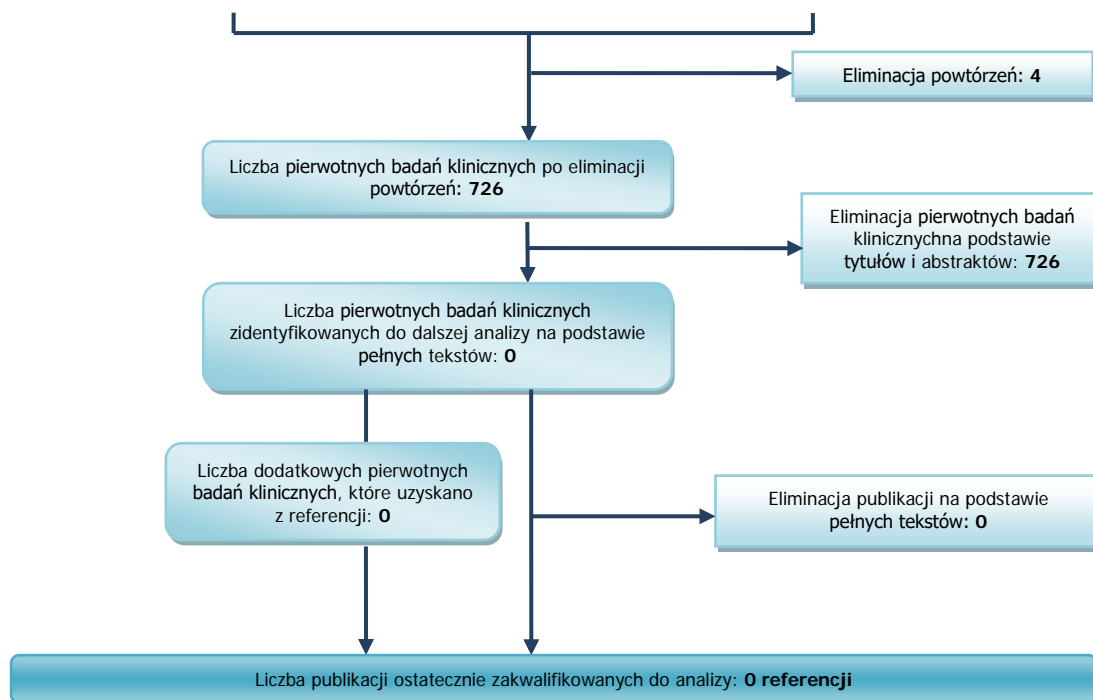 Eliminacja powtórzeń: 4
Liczba pierwotnych badań klinicznych po eliminacji
powtórzeń: 726
Eliminacja pierwotnych badań
klinicznychna podstawie
tytułów i abstraktów: 726
Liczba pierwotnych badań klinicznych
zidentyfikowanych do dalszej analizy na podstawie
pełnych tekstów: 0
Liczba dodatkowych pierwotnych
badań klinicznych, które uzyskano
z referencji: 0
Eliminacja publikacji na podstawie
pełnych tekstów: 0
Liczba publikacji ostatecznie zakwalifikowanych do analizy: 0 referencji